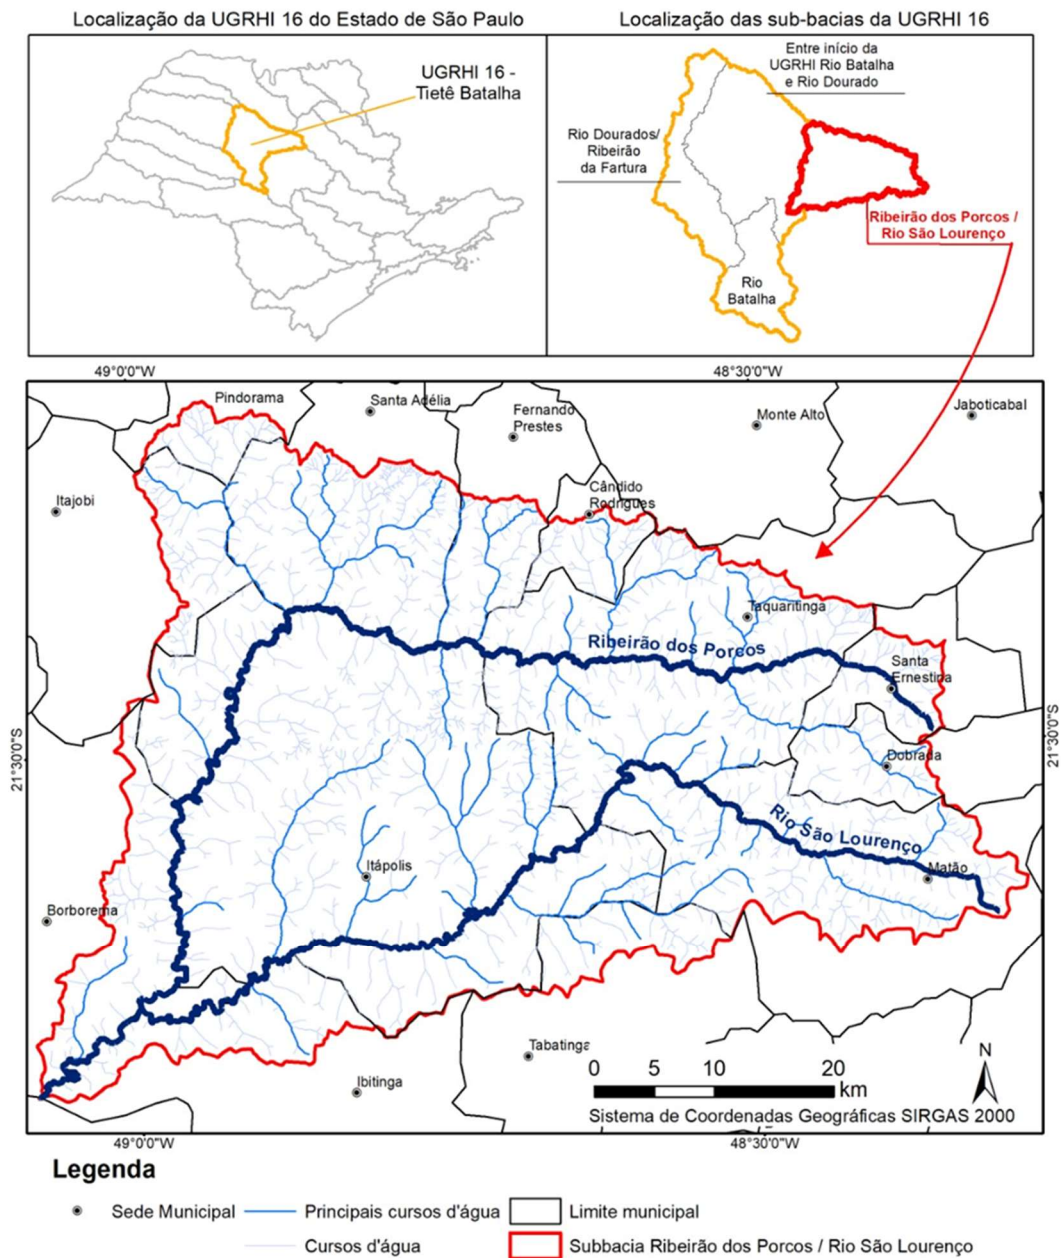 Localização da UGRHI 16 do Estado de São Paulo
UGRHI 16 -
Tietê Batalha
Localização das sub-bacias da UGRHI 16
Entre início da
UGRHI Rio Batalha
e Rio Dourado
Rio Dourados/
Ribeirão
da Fartura
Ribeirão dos Porcos /
Rio São Lourenço
Rio
Batalha
49°0'0"W
48°30'0"W
Pindorama
Santa Adélia
Fernando
Prestes
Monte Alto
Jaboticabal
Itajobi
Cândido
Rodrigues
Taquaritinga
Ribeirão dos Porcos
Santa
Ernestina
21°30'0"S
21°30'0"S
Dobrada
Rio São Lourenço
Matão
Itápolis
Borborema
Tabatinga
Ibitinga
0 5 10 20
km
N
Sistema de Coordenadas Geográficas SIRGAS 2000
49°0'0"W
48°30'0"W
Legenda
Sede Municipal
Principais cursos d'água
Limite municipal
Cursos d'água
Subbacia Ribeirão dos Porcos / Rio São Lourenço